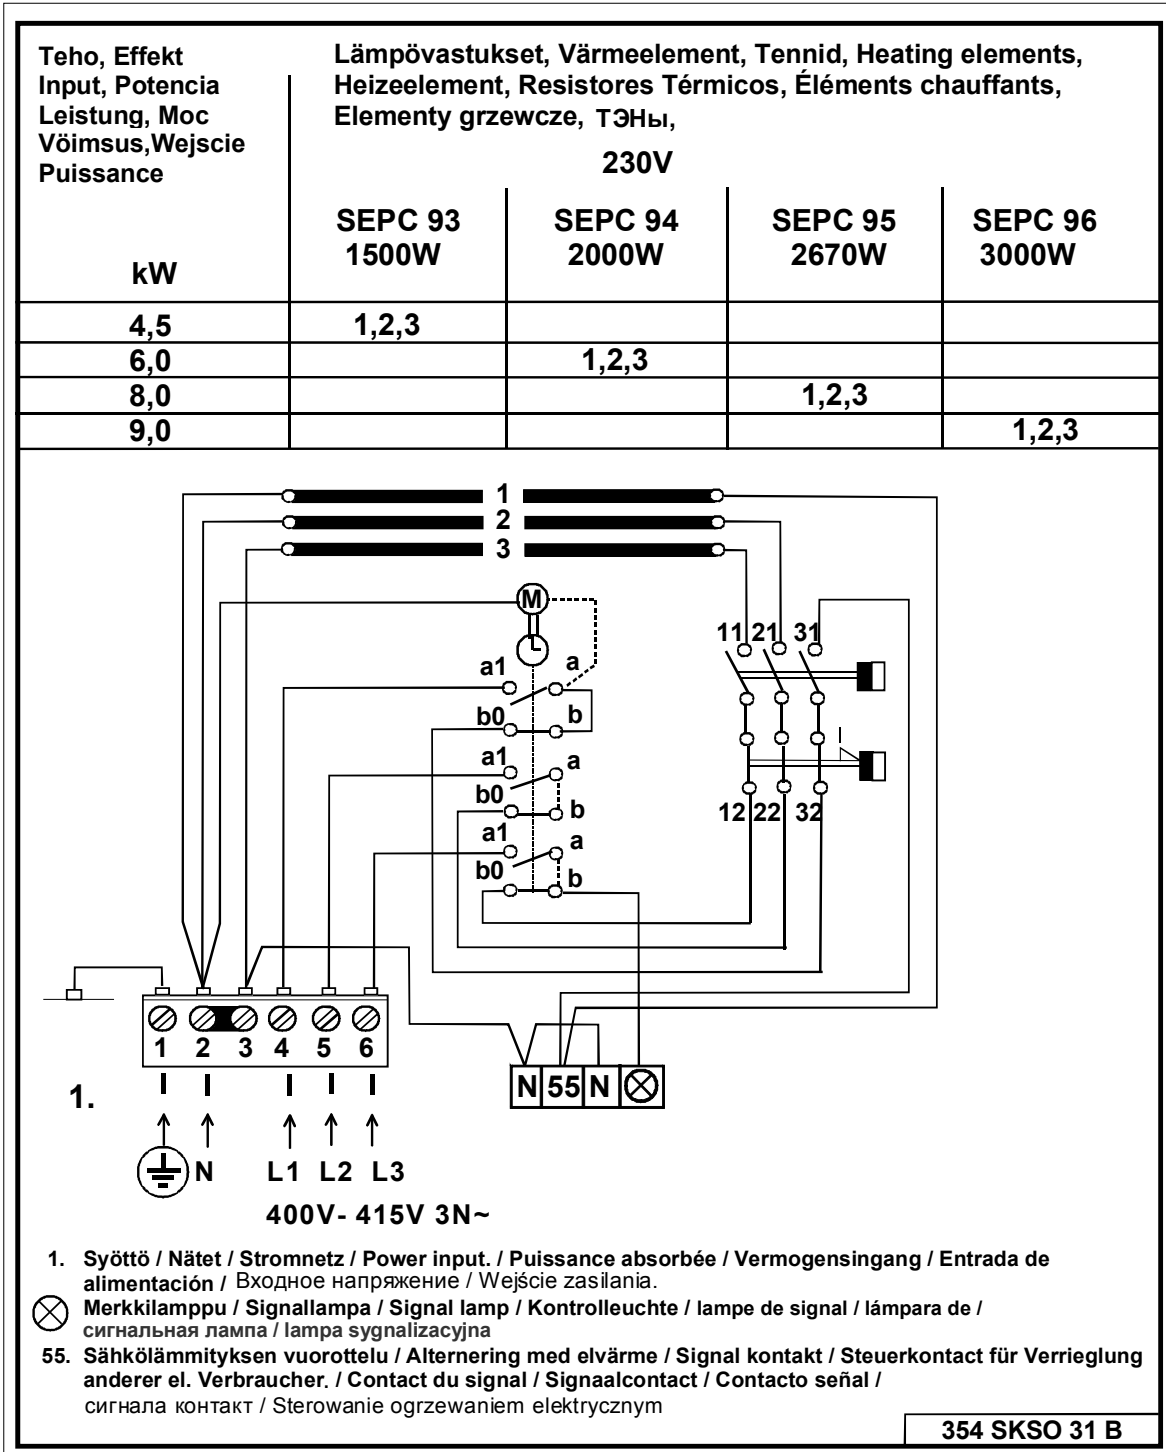 Teho, Effekt
Input, Potencia
Leistung, Moc
Vöimsus,Wejscie
Puissance
kW
Lämpövastukset, Värmeelement, Tennid, Heating elements,
Heizeelement, Resistores Térmicos, Éléments chauffants,
Elementy grzewcze, ТЭНы,
230V
SEPC 93 SEPC 94 SEPC 95 SEPC 96
1500W 2000W 2670W 3000W
4,5 1,2,3
6,0 1,2,3
8,0 1,2,3
9,0 1,2,3
1
2
3
M
11 21 31
a1 a
b0 b
a1 a
b0 b
a1 a
b0 b
12 22 32
1 2 3 4 5 6
N 55 N
1.
N L1 L2 L3
400V- 415V 3N~
1. Syöttö / Nätet / Stromnetz / Power input. / Puissance absorbée / Vermogensingang / Entrada de
alimentación / Входное напряжение / Wejście zasilania.
Merkkilamppu / Signallampa / Signal lamp / Kontrolleuchte / lampe de signal / lámpara de /
сигнальная лампа / lampa sygnalizacyjna
55. Sähkölämmityksen vuorottelu / Alternering med elvärme / Signal kontakt / Steuerkontact für Verrieglung
anderer el. Verbraucher. / Contact du signal / Signaalcontact / Contacto señal /
сигнала контакт / Sterowanie ogrzewaniem elektrycznym
354 SKSO 31 B